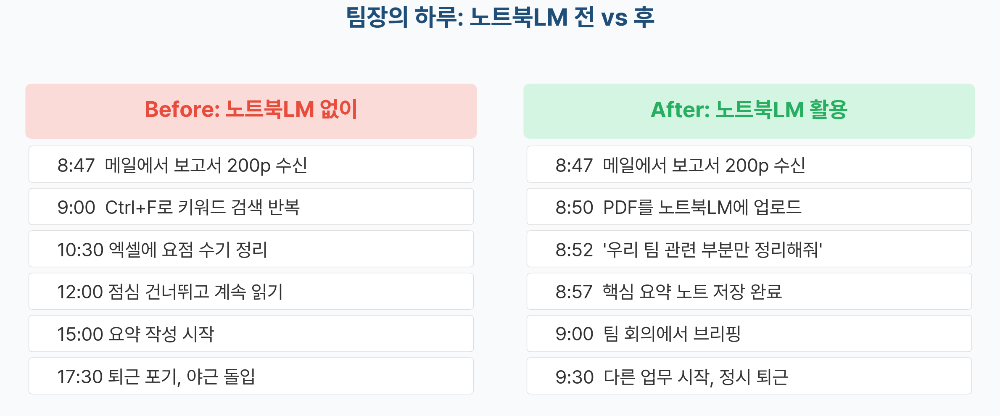 팀장의 하루: 노트북LM 전 vs 후
Before: 노트북LM 없이
8:47 메일에서 보고서 200p 수신
9:00 Ctrl+F로 키워드 검색 반복
10:30 엑셀에 요점 수기 정리
12:00 점심 건너뛰고 계속 읽기
15:00 요약 작성 시작
17:30 퇴근 포기, 야근 돌입
After: 노트북LM 활용
8:47 메일에서 보고서 200p 수신
8:50 PDF를 노트북LM에 업로드
8:52 '우리 팀 관련 부분만 정리해줘'
8:57 핵심 요약 노트 저장 완료
9:00 팀 회의에서 브리핑
9:30 다른 업무 시작, 정시 퇴근